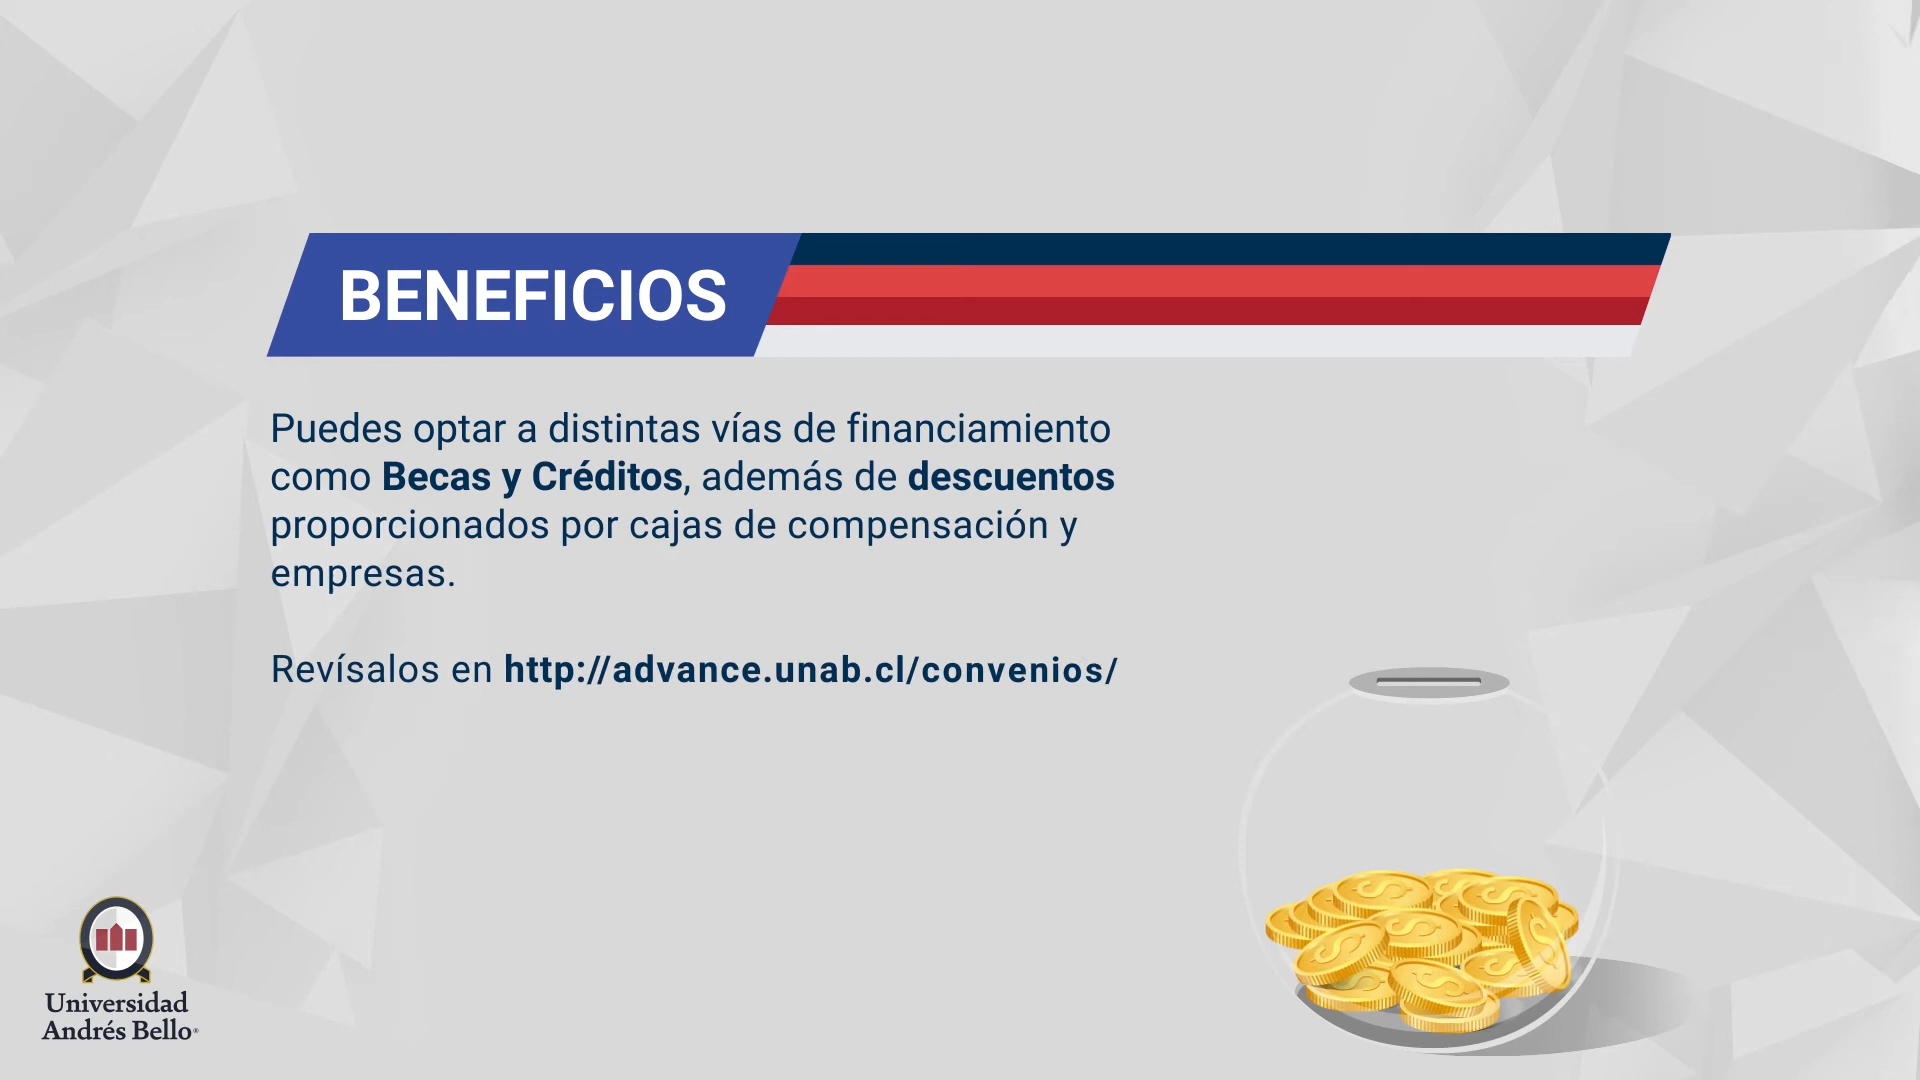 BENEFICIOS
Puedes optar a distintas vías de financiamiento
como Becas y Créditos, además de descuentos
proporcionados por cajas de compensación y
empresas.
Revísalos en http://advance.unab.cl/convenios/
Universidad
Andrés Bello®